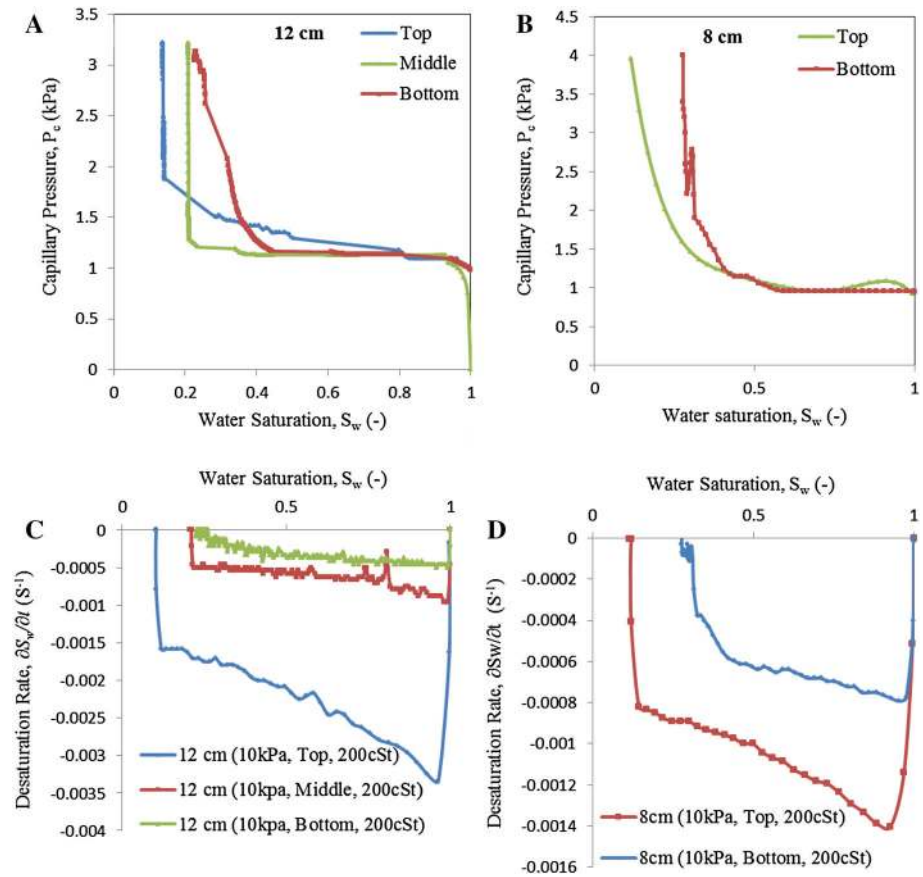 A
12 cm
Top
Middle
Bottom
Capillary Pressure, P_c (kPa)
3.5
3
2.5
2
1.5
1
0.5
0
0
0.2
0.4
0.6
0.8
1
Water Saturation, S_w (-)
B
8 cm
Top
Bottom
Capillary Pressure, P_c (kPa)
4.5
4
3.5
3
2.5
2
1.5
1
0.5
0
0
0.5
1
Water saturation, S_w (-)
Water Saturation, S_w (-)
0
0.5
1
C
Desaturation Rate, ∂S_w/∂t (S⁻¹)
0
-0.0005
-0.001
-0.0015
-0.002
-0.0025
-0.003
-0.0035
-0.004
12 cm (10kPa, Top, 200cSt)
12 cm (10kpa, Middle, 200cSt)
12 cm (10kpa, Bottom, 200cSt)
Water Saturation, S_w (-)
0
0.5
1
D
Desaturation Rate, ∂Sw/∂t (S⁻¹)
0
-0.0002
-0.0004
-0.0006
-0.0008
-0.001
-0.0012
-0.0014
-0.0016
8cm (10kPa, Top, 200cSt)
8cm (10kPa, Bottom, 200cSt)